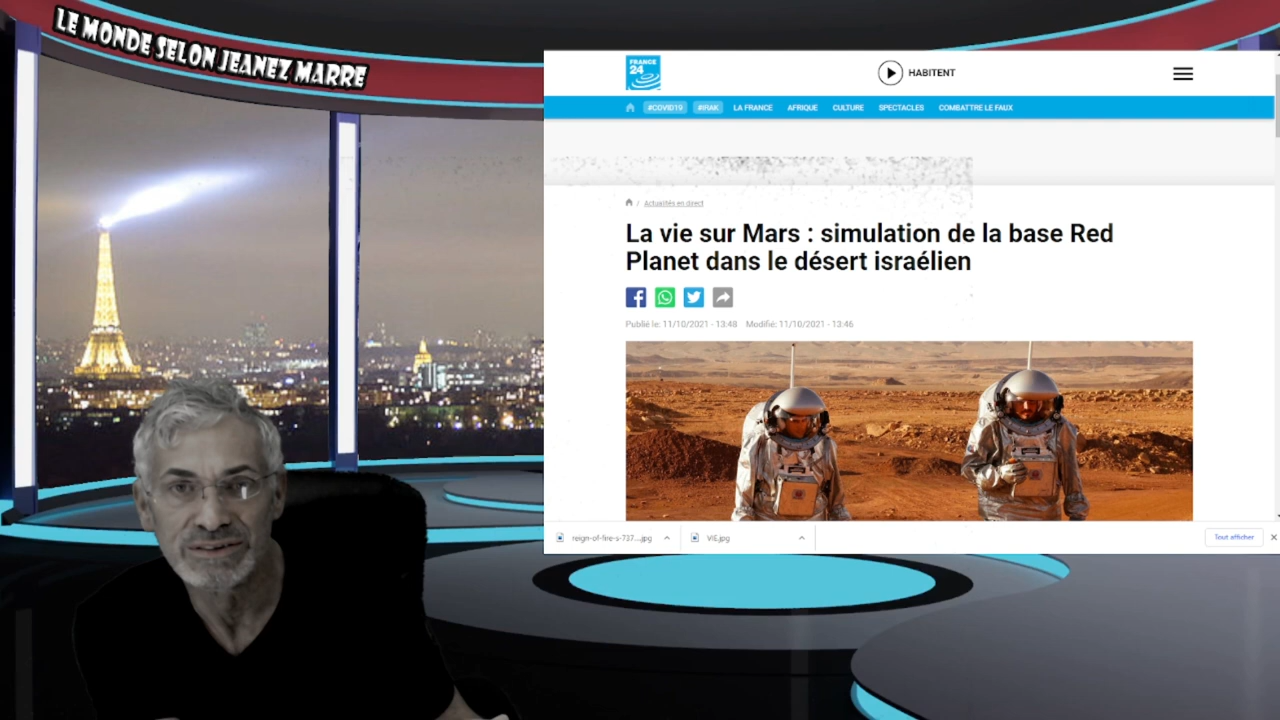 LE MONDE SELON JEANEZ MARRE
FRANCE
24
HABITENT
#COVID19 #IRAK LA FRANCE AFRIQUE CULTURE SPECTACLES COMBATTRE LE FAUX
/ Actualités en direct
La vie sur Mars : simulation de la base Red
Planet dans le désert israélien
Publié le: 11/10/2021 - 13:48 Modifié: 11/10/2021 - 13:46
reign-of-fire-s-737...jpg VIE.jpg Tout afficher